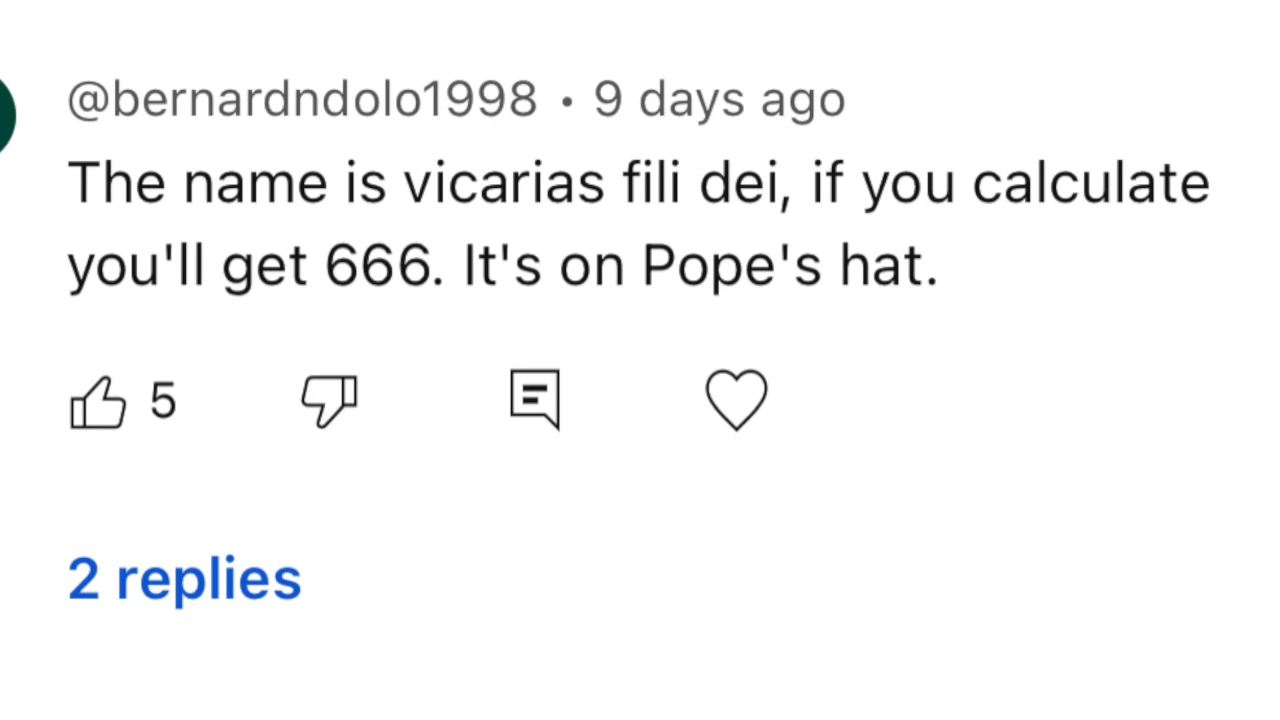 @bernardndolo1998 • 9 days ago
The name is vicarias fili dei, if you calculate
you'll get 666. It's on Pope's hat.
5
2 replies